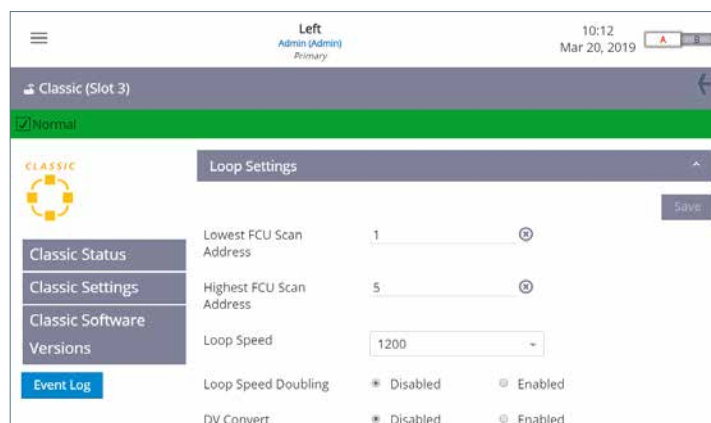 Left
Admin (Admin)
Primary
10:12
Mar 20, 2019
A B
Classic (Slot 3)
Normal
CLASSIC
Loop Settings
Save
Lowest FCU Scan
Address
1
Classic Status
Classic Settings
Classic Software
Versions
Event Log
Highest FCU Scan
Address
5
Loop Speed
1200
Loop Speed Doubling
Disabled
Enabled
DV Convert
Disabled
Enabled